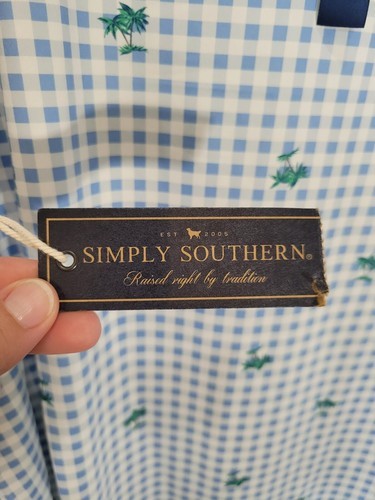 EST 2005
SIMPLY SOUTHERN®
Raised right by tradition